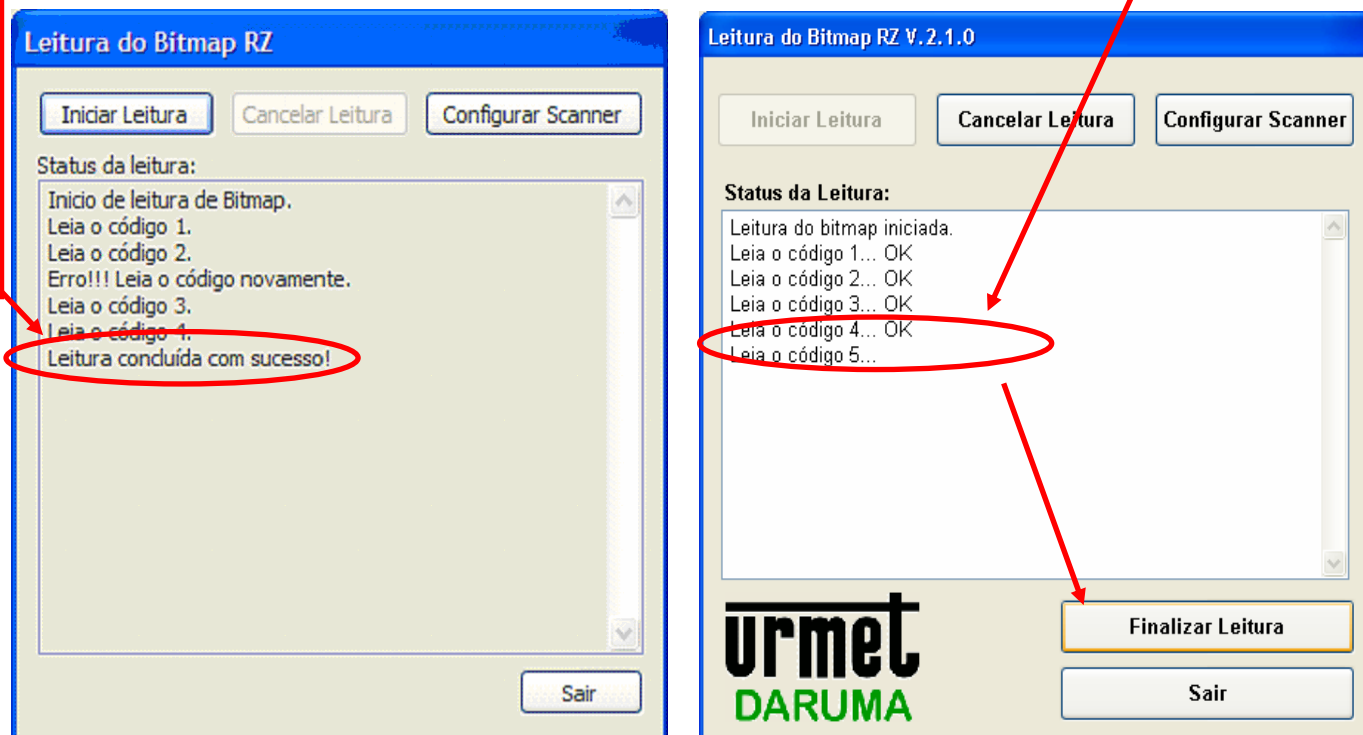 Leitura do Bitmap RZ
Iniciar Leitura
Cancelar Leitura
Configurar Scanner
Status da leitura:
Inicio de leitura de Bitmap.
Leia o código 1.
Leia o código 2.
Erro!!! Leia o código novamente.
Leia o código 3.
Leia o código 4.
Leitura concluída com sucesso!
Sair
Leitura do Bitmap RZ V.2.1.0
Iniciar Leitura
Cancelar Leitura
Configurar Scanner
Status da Leitura:
Leitura do bitmap iniciada.
Leia o código 1... OK
Leia o código 2... OK
Leia o código 3... OK
Leia o código 4... OK
Leia o código 5...
urmet
DARUMA
Finalizar Leitura
Sair